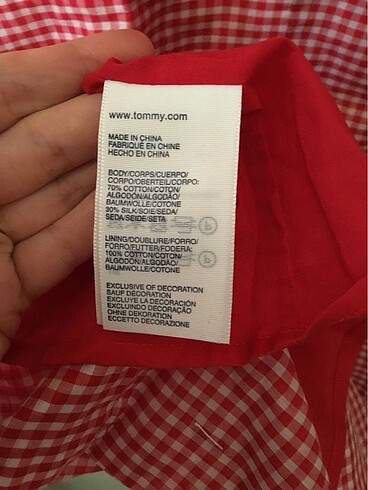 www.tommy.com
MADE IN CHINA
FABRIQUÉ EN CHINE
HECHO EN CHINA
BODY/CORPS/CUERPO/
CORPO/OBERTEIL/CORPO:
70% COTTON/COTON/
ALGODÓN/ALGODÃO/
BAUMWOLLE/COTONE
30% SILK/SOIE/SEDA/
SEDA/SEIDE/SETA
LINING/DOUBLURE/FORRO/
FORRO/FUTTER/FODERA:
100% COTTON/COTON/
ALGODÓN/ALGODÃO/
BAUMWOLLE/COTONE
EXCLUSIVE OF DECORATION
SAUF DÉCORATION
EXCLUYE LA DECORACIÓN
EXCLUINDO DECORAÇÃO
OHNE DEKORATION
ECCETTO DECORAZIONE